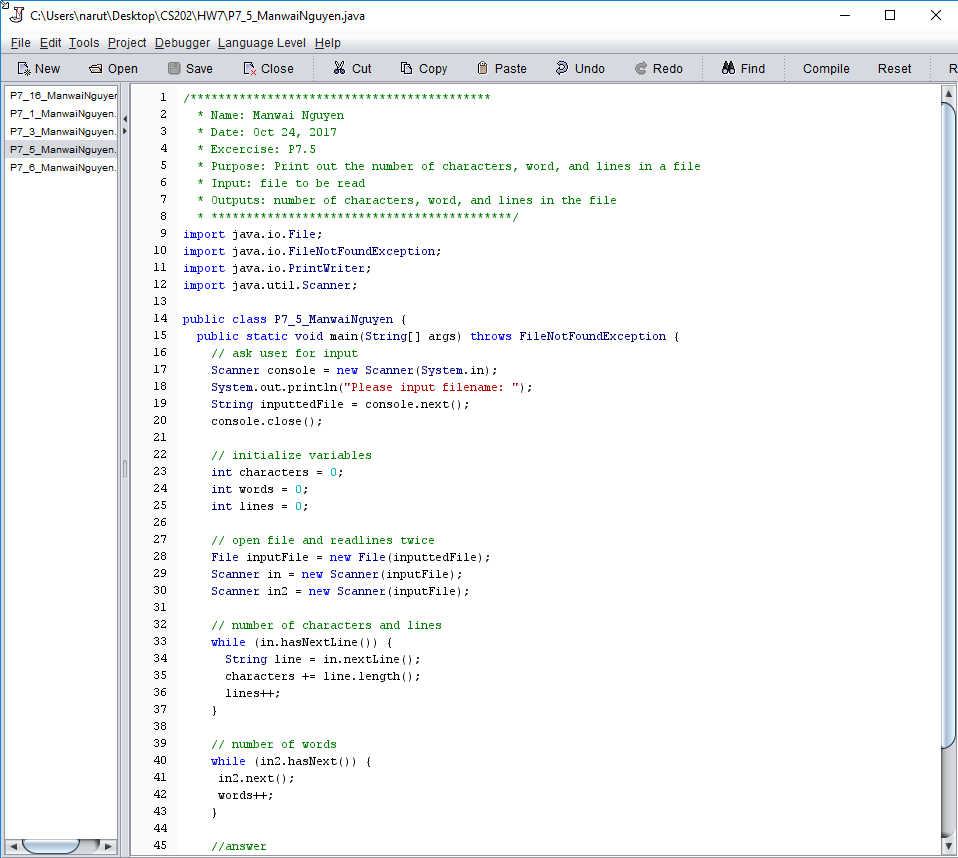 C:\Users\narut\Desktop\CS202\HW7\P7_5_ManwaiNguyen.java
File Edit Tools Project Debugger Language Level Help
New Open Save Close Cut Copy Paste Undo Redo Find Compile Reset R
P7_16_ManwaiNguyen
P7_1_ManwaiNguyen.
P7_3_ManwaiNguyen.
P7_5_ManwaiNguyen.
P7_6_ManwaiNguyen.
1 /*******************************************
2 * Name: Manwai Nguyen
3 * Date: Oct 24, 2017
4 * Excercise: P7.5
5 * Purpose: Print out the number of characters, word, and lines in a file
6 * Input: file to be read
7 * Outputs: number of characters, word, and lines in the file
8 * *******************************************/
9 import java.io.File;
10 import java.io.FileNotFoundException;
11 import java.io.PrintWriter;
12 import java.util.Scanner;
13
14 public class P7_5_ManwaiNguyen {
15 public static void main(String[] args) throws FileNotFoundException {
16 // ask user for input
17 Scanner console = new Scanner(System.in);
18 System.out.println("Please input filename: ");
19 String inputtedFile = console.next();
20 console.close();
21
22 // initialize variables
23 int characters = 0;
24 int words = 0;
25 int lines = 0;
26
27 // open file and readlines twice
28 File inputFile = new File(inputtedFile);
29 Scanner in = new Scanner(inputFile);
30 Scanner in2 = new Scanner(inputFile);
31
32 // number of characters and lines
33 while (in.hasNextLine()) {
34 String line = in.nextLine();
35 characters += line.length();
36 lines++;
37 }
38
39 // number of words
40 while (in2.hasNext()) {
41 in2.next();
42 words++;
43 }
44
45 //answer